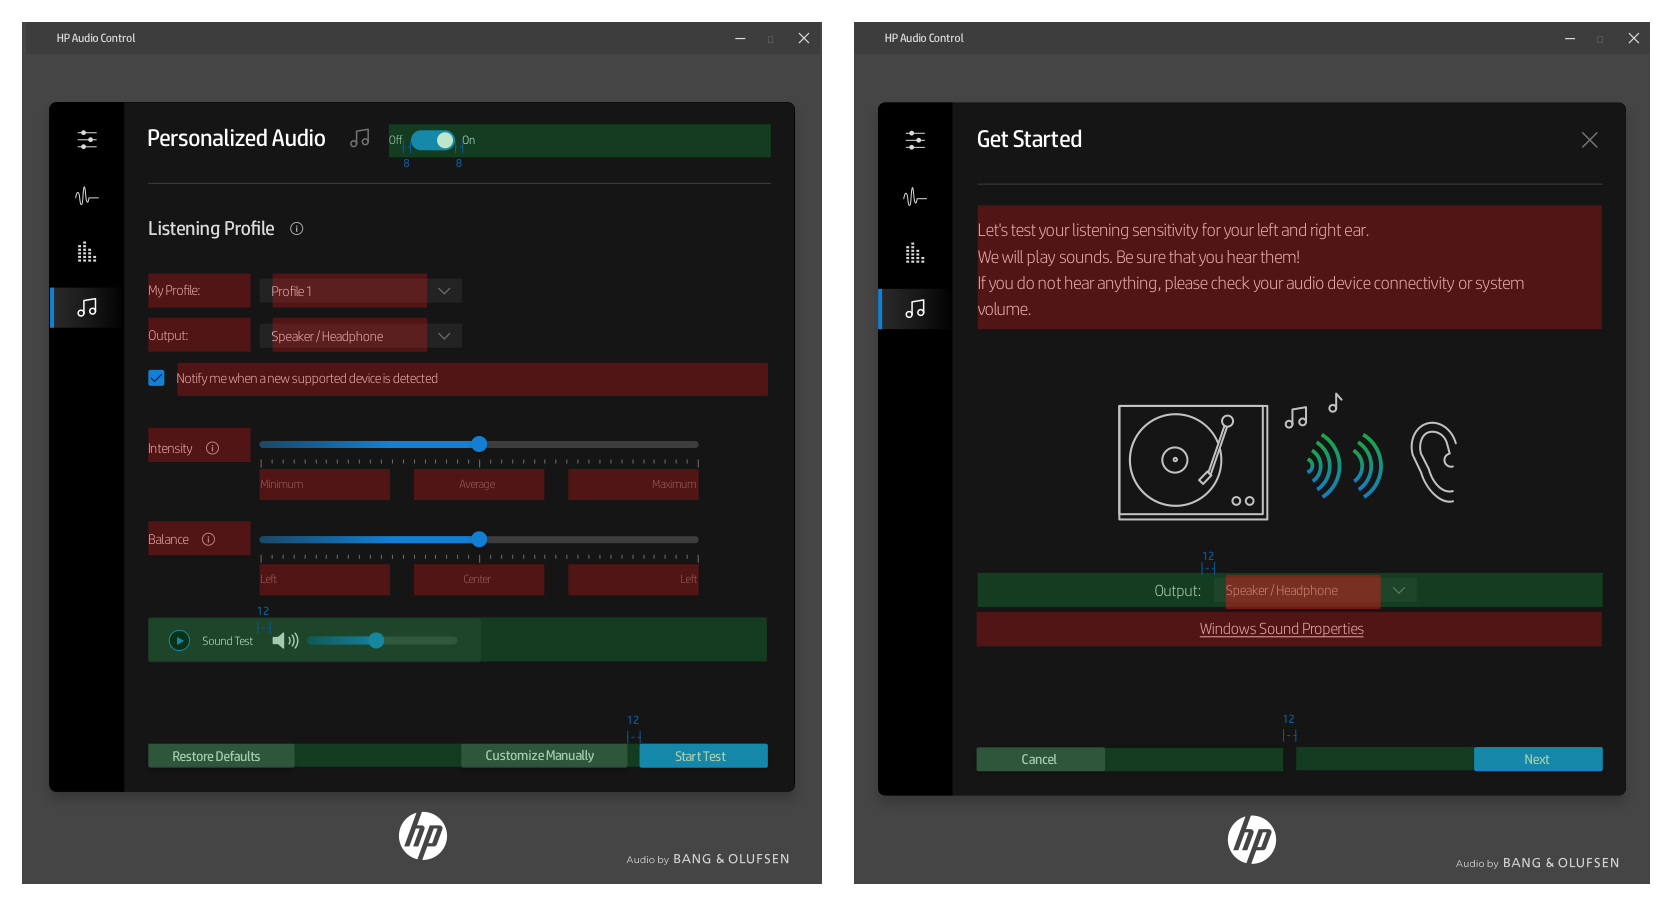 HP Audio Control
Personalized Audio
Off
On
8
8
Listening Profile
My Profile:
Profile 1
Output:
Speaker / Headphone
Notify me when a new supported device is detected
Intensity
Minimum
Average
Maximum
Balance
Left
Center
Left
12
Sound Test
12
Restore Defaults
Customize Manually
Start Test
hp
Audio by BANG & OLUFSEN
HP Audio Control
Get Started
Let's test your listening sensitivity for your left and right ear.
We will play sounds. Be sure that you hear them!
If you do not hear anything, please check your audio device connectivity or system
volume.
12
Output:
Speaker / Headphone
Windows Sound Properties
12
Cancel
Next
hp
Audio by BANG & OLUFSEN